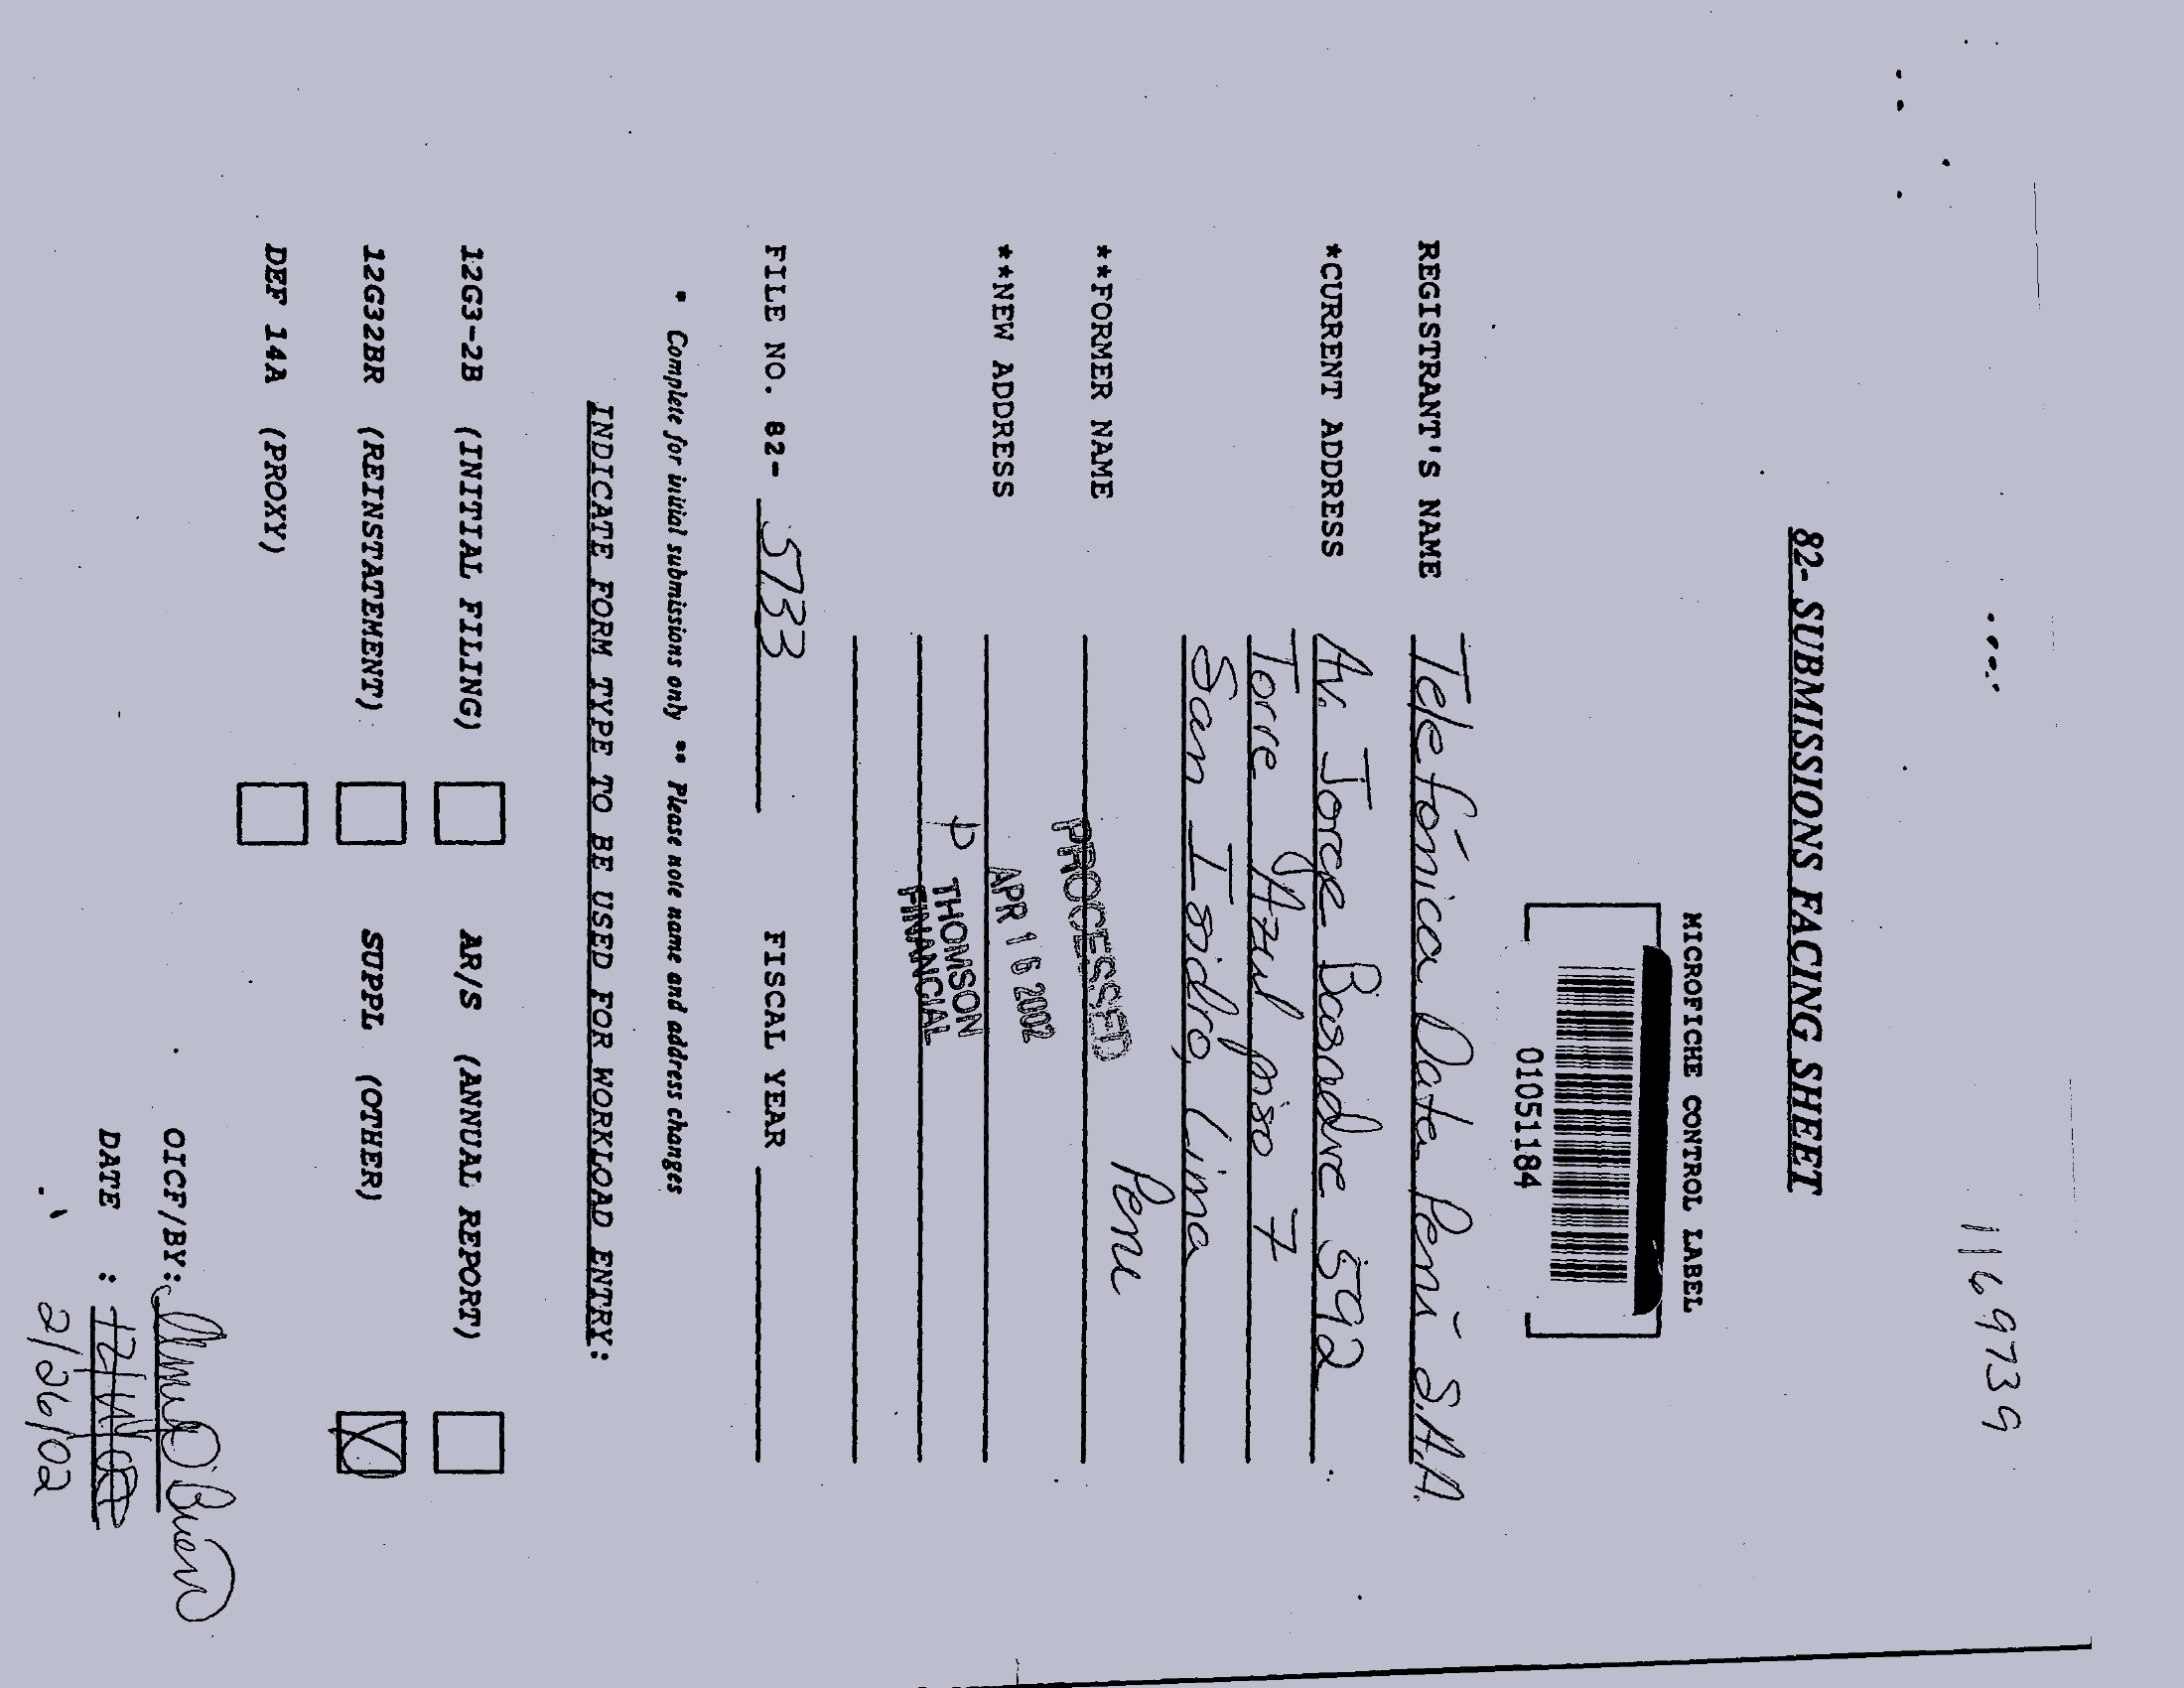 1169739
82- SUBMISSIONS FACING SHEET
MICROFICHE CONTROL LABEL
01051184
REGISTRANT'S NAME Telefónica Data Perú S.A.A.
*CURRENT ADDRESS Av. Jorge Basadre 592
Torre Azul piso 7
San Isidro, Lima
Peru
**FORMER NAME
PROCESSED
**NEW ADDRESS
APR 16 2002
P THOMSON
FINANCIAL
FILE NO. 82- 5733 FISCAL YEAR
* Complete for initial submissions only ** Please note name and address changes
INDICATE FORM TYPE TO BE USED FOR WORKLOAD ENTRY:
12G3-2B (INITIAL FILING) AR/S (ANNUAL REPORT)
12G32BR (REINSTATEMENT) SUPPL (OTHER)
DEF 14A (PROXY)
OICF/BY:
DATE :
2/26/02